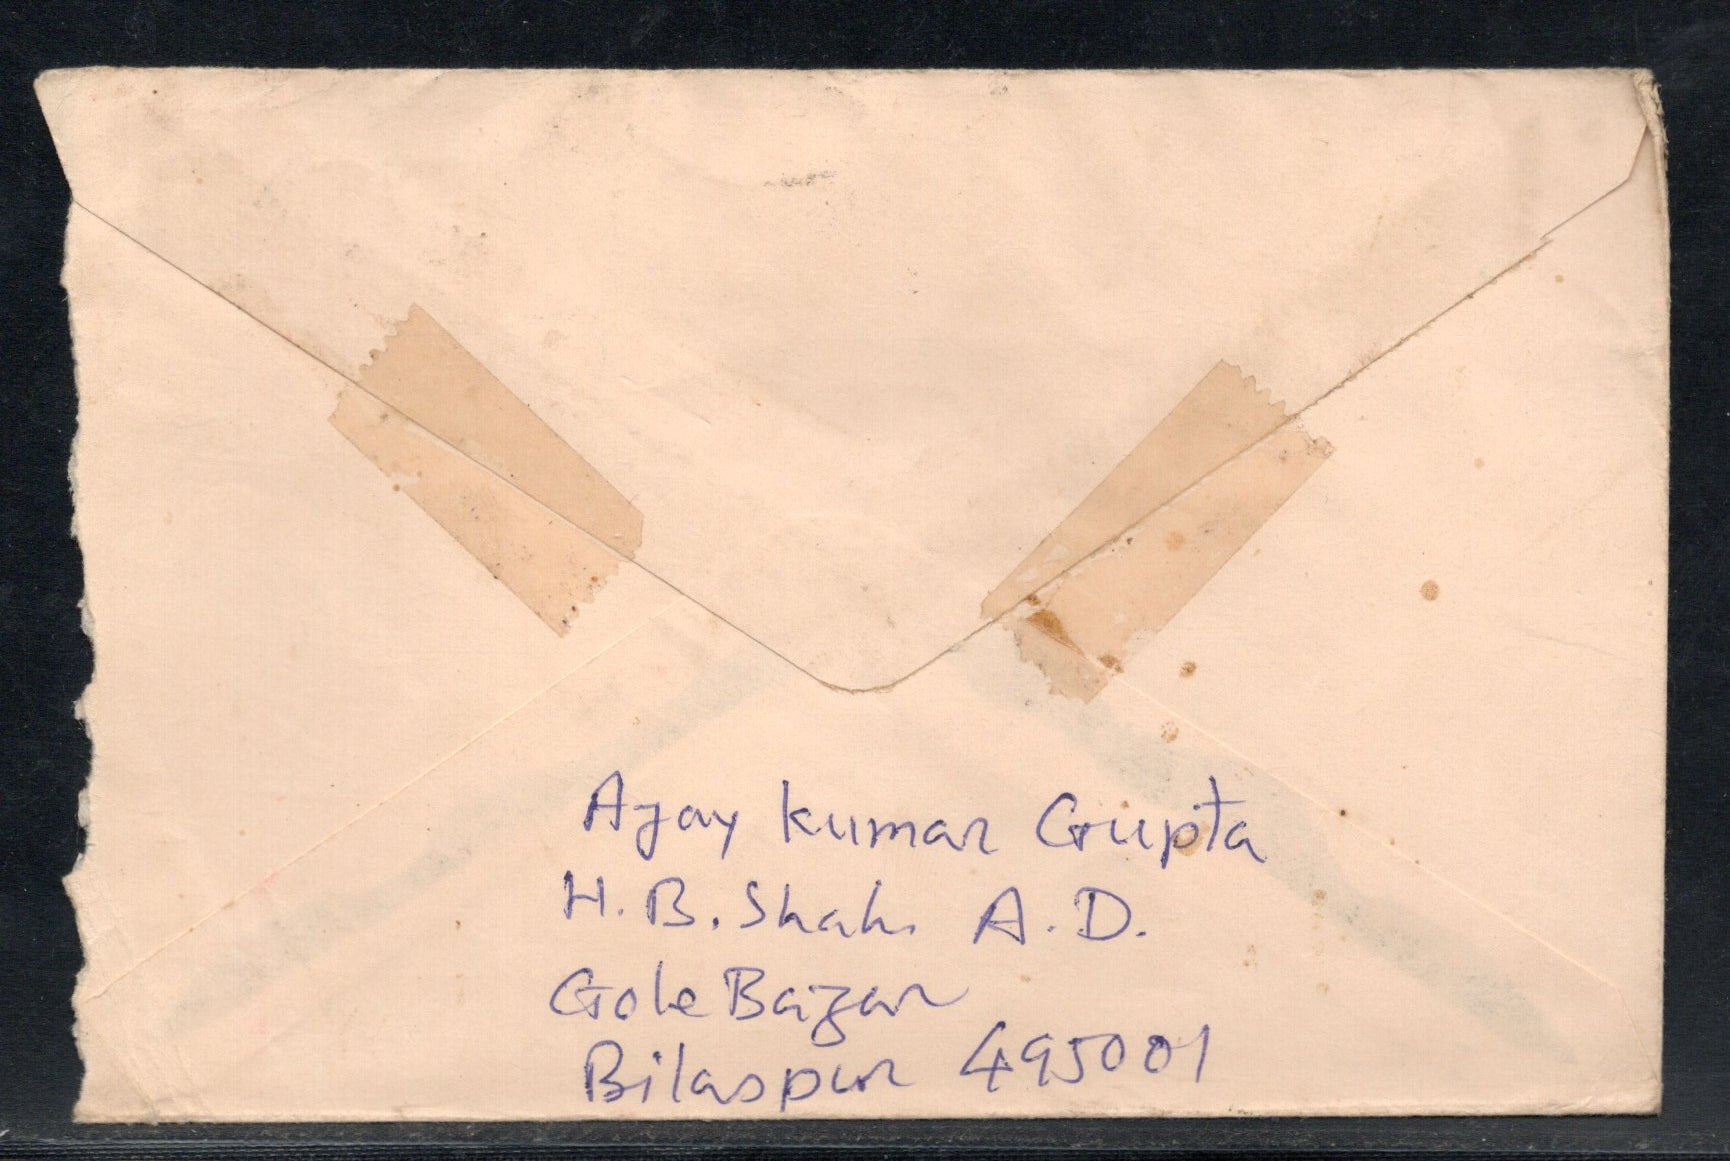 Ajay Kumar Gupta
H. B. Shah. A. D.
Gole Bazar
Bilaspur 495001